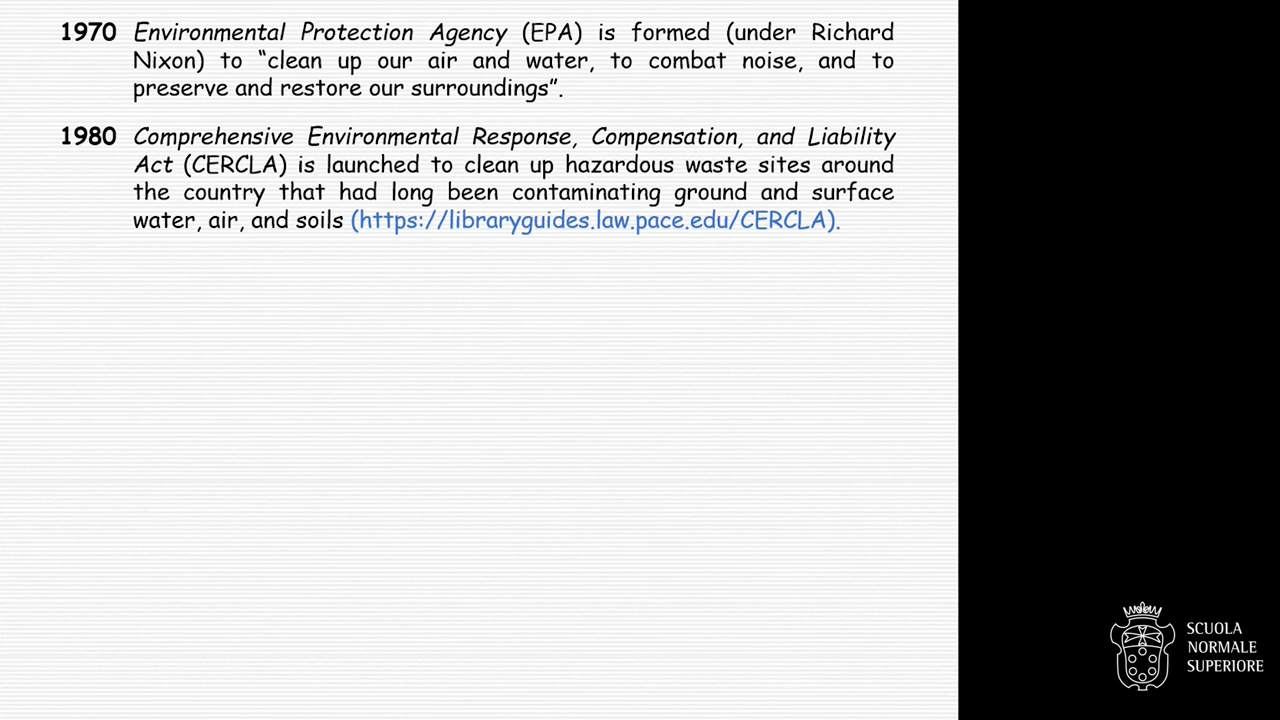 1970 Environmental Protection Agency (EPA) is formed (under Richard
Nixon) to “clean up our air and water, to combat noise, and to
preserve and restore our surroundings”.
1980 Comprehensive Environmental Response, Compensation, and Liability
Act (CERCLA) is launched to clean up hazardous waste sites around
the country that had long been contaminating ground and surface
water, air, and soils (https://libraryguides.law.pace.edu/CERCLA).
SCUOLA
NORMALE
SUPERIORE